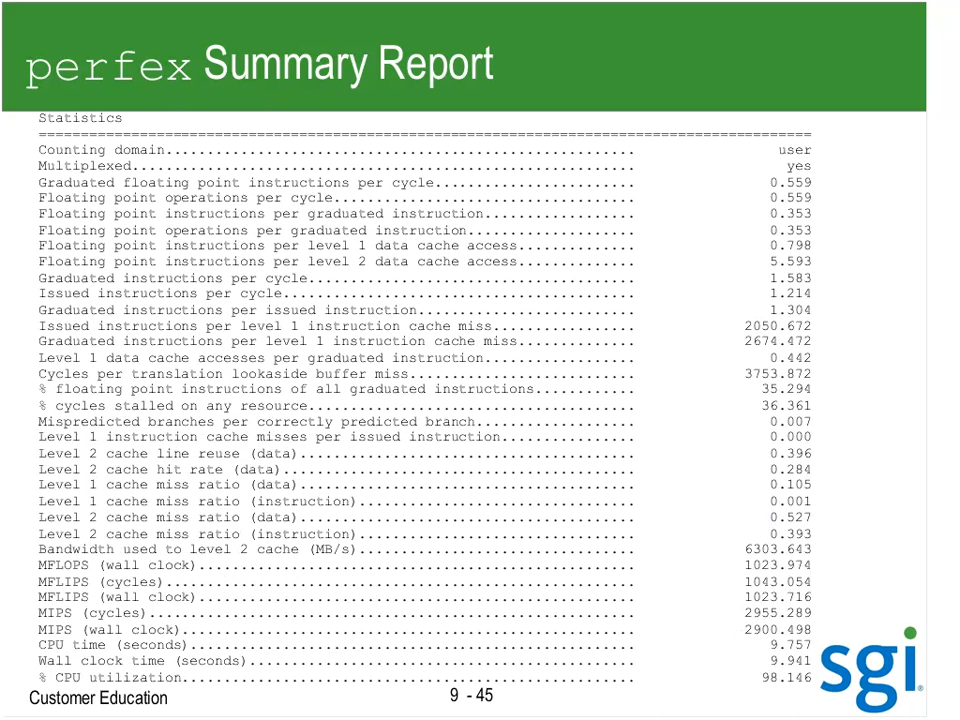 perfex Summary Report
Statistics
============================================================================================
Counting domain........................................................ user
Multiplexed............................................................ yes
Graduated floating point instructions per cycle........................ 0.559
Floating point operations per cycle.................................... 0.559
Floating point instructions per graduated instruction.................. 0.353
Floating point operations per graduated instruction.................... 0.353
Floating point instructions per level 1 data cache access.............. 0.798
Floating point instructions per level 2 data cache access.............. 5.593
Graduated instructions per cycle....................................... 1.583
Issued instructions per cycle.......................................... 1.214
Graduated instructions per issued instruction.......................... 1.304
Issued instructions per level 1 instruction cache miss................. 2050.672
Graduated instructions per level 1 instruction cache miss.............. 2674.472
Level 1 data cache accesses per graduated instruction.................. 0.442
Cycles per translation lookaside buffer miss........................... 3753.872
% floating point instructions of all graduated instructions............ 35.294
% cycles stalled on any resource....................................... 36.361
Mispredicted branches per correctly predicted branch................... 0.007
Level 1 instruction cache misses per issued instruction................ 0.000
Level 2 cache line reuse (data)........................................ 0.396
Level 2 cache hit rate (data).......................................... 0.284
Level 1 cache miss ratio (data)........................................ 0.105
Level 1 cache miss ratio (instruction)................................. 0.001
Level 2 cache miss ratio (data)........................................ 0.527
Level 2 cache miss ratio (instruction)................................. 0.393
Bandwidth used to level 2 cache (MB/s)................................. 6303.643
MFLOPS (wall clock).................................................... 1023.974
MFLIPS (cycles)........................................................ 1043.054
MFLIPS (wall clock).................................................... 1023.716
MIPS (cycles).......................................................... 2955.289
MIPS (wall clock)...................................................... 2900.498
CPU time (seconds)..................................................... 9.757
Wall clock time (seconds).............................................. 9.941
% CPU utilization...................................................... 98.146
sgi®
Customer Education
9 - 45